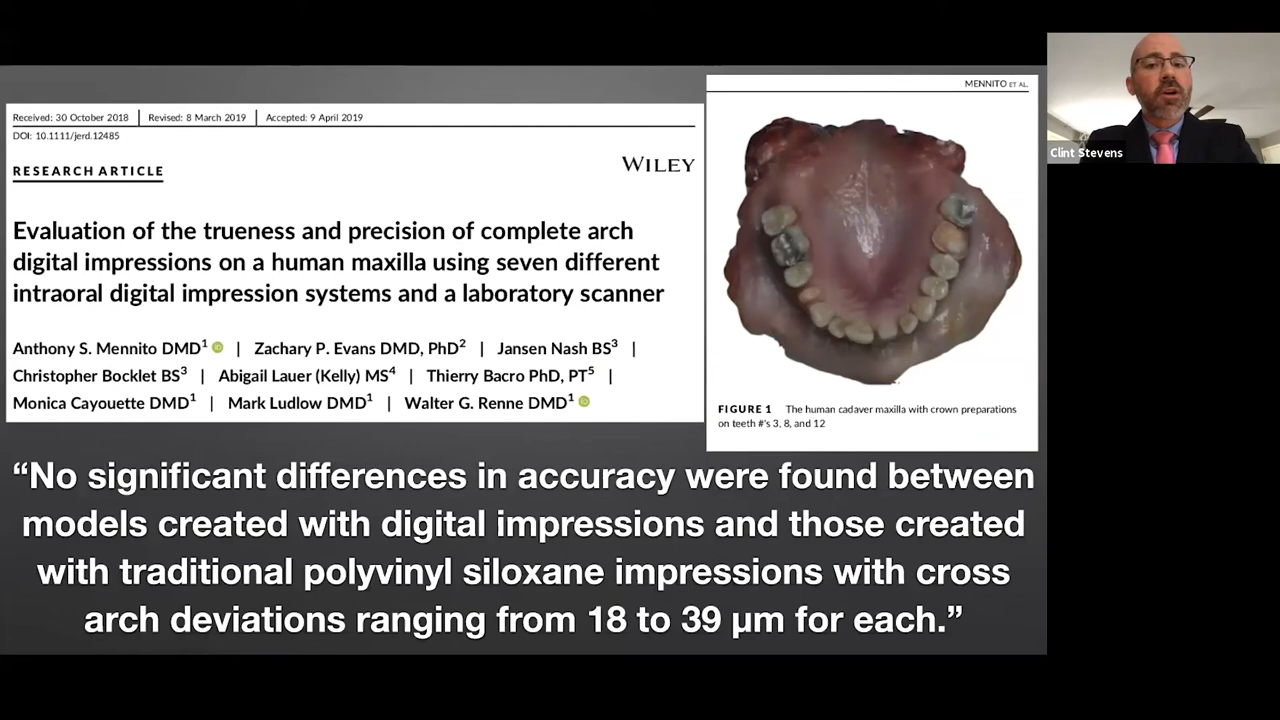 Received: 30 October 2018 | Revised: 8 March 2019 | Accepted: 9 April 2019
DOI: 10.1111/jerd.12485
RESEARCH ARTICLE
WILEY
Evaluation of the trueness and precision of complete arch
digital impressions on a human maxilla using seven different
intraoral digital impression systems and a laboratory scanner
Anthony S. Mennito DMD1 | Zachary P. Evans DMD, PhD2 | Jansen Nash BS3 |
Christopher Bocklet BS3 | Abigail Lauer (Kelly) MS4 | Thierry Bacro PhD, PT5 |
Monica Cayouette DMD1 | Mark Ludlow DMD1 | Walter G. Renne DMD1
MENNITO ET AL.
FIGURE 1 The human cadaver maxilla with crown preparations
on teeth #'s 3, 8, and 12
“No significant differences in accuracy were found between
models created with digital impressions and those created
with traditional polyvinyl siloxane impressions with cross
arch deviations ranging from 18 to 39 μm for each.”
Clint Stevens